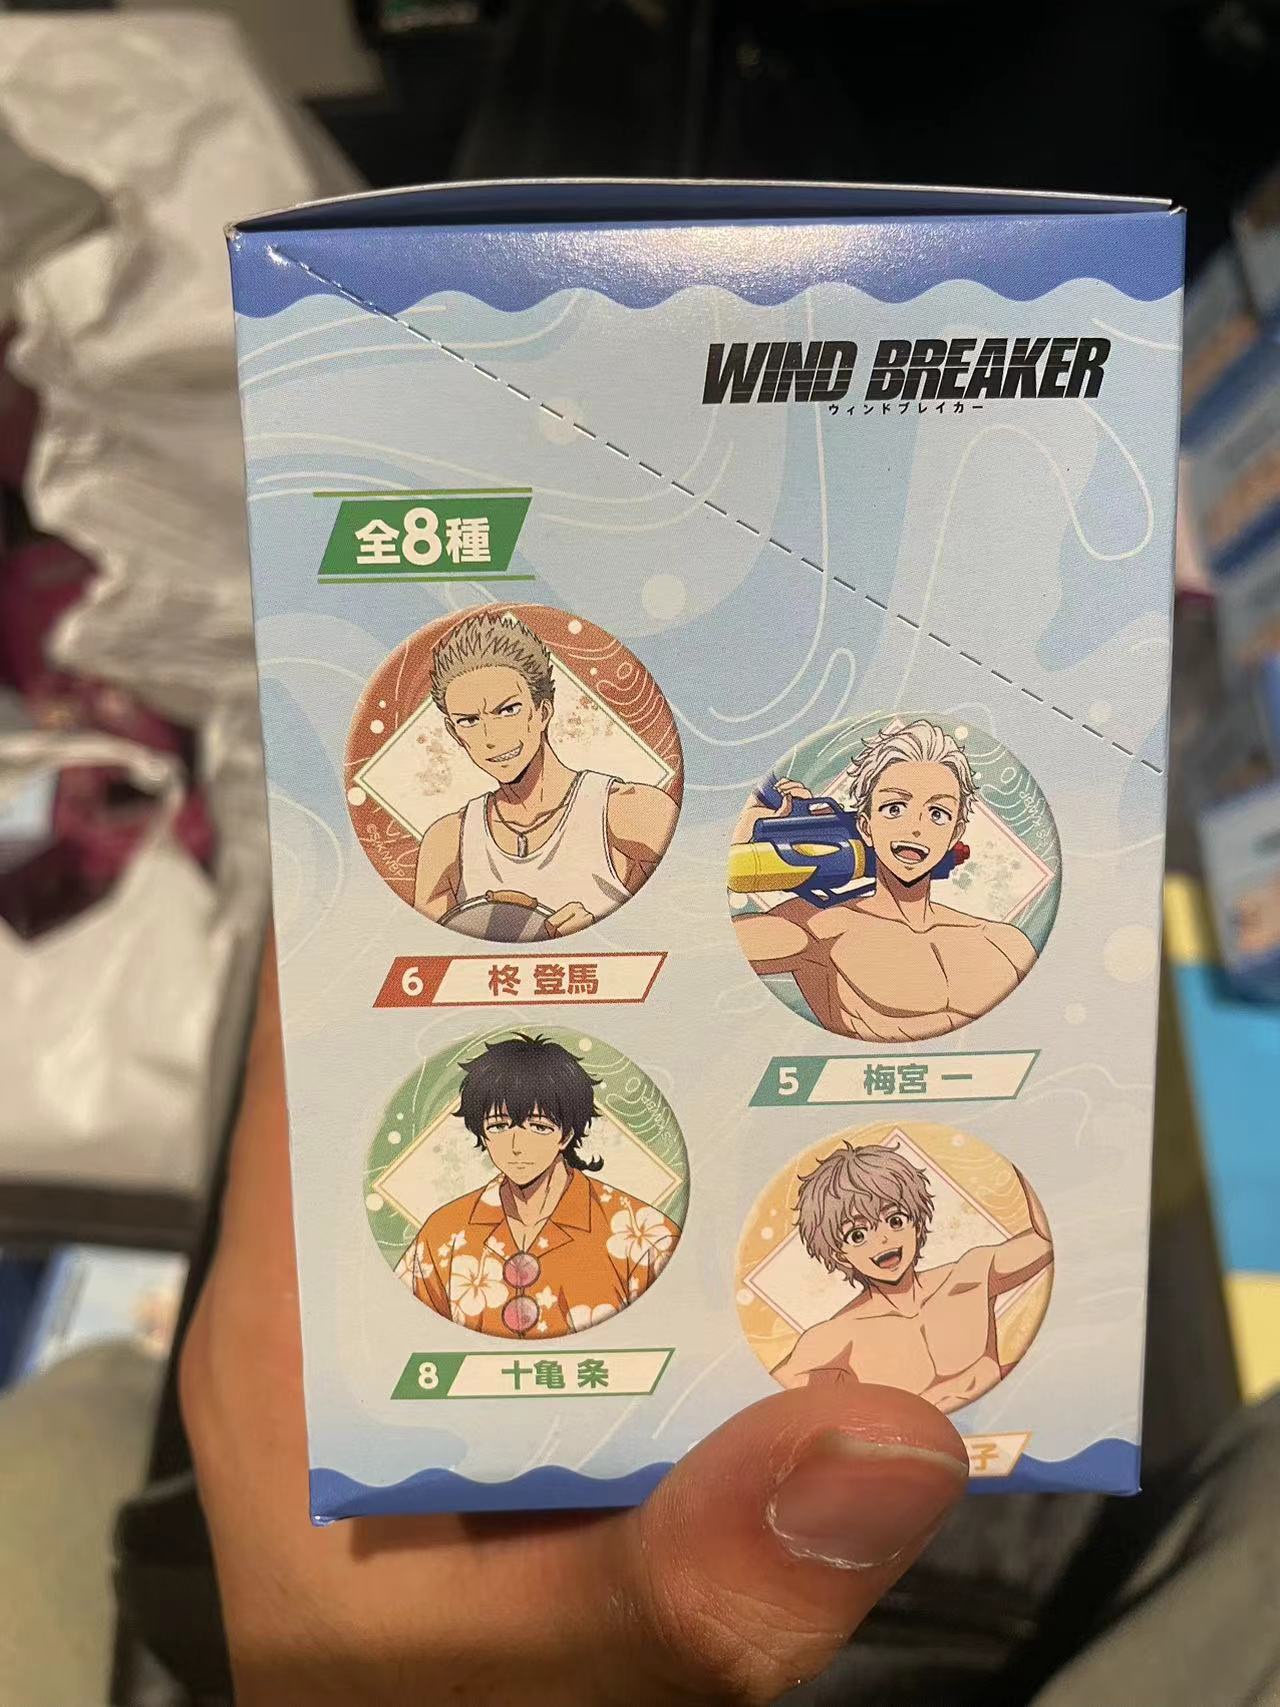 WIND BREAKER
ウィンドブレイカー
全8種
6 柊 登馬
5 梅宮 一
8 十亀 条
子